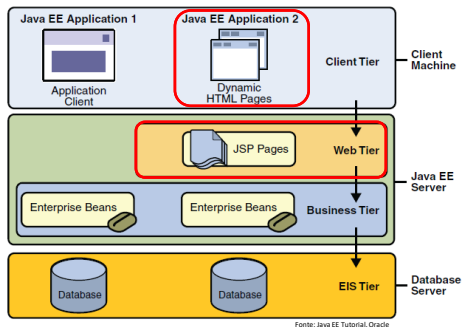 Java EE Application 1
Java EE Application 2
Application
Client
Dynamic
HTML Pages
Client Tier
Client
Machine
JSP Pages
Web Tier
Java EE
Server
Enterprise Beans
Enterprise Beans
Business Tier
Database
Database
EIS Tier
Database
Server
Fonte: Java EE Tutorial, Oracle